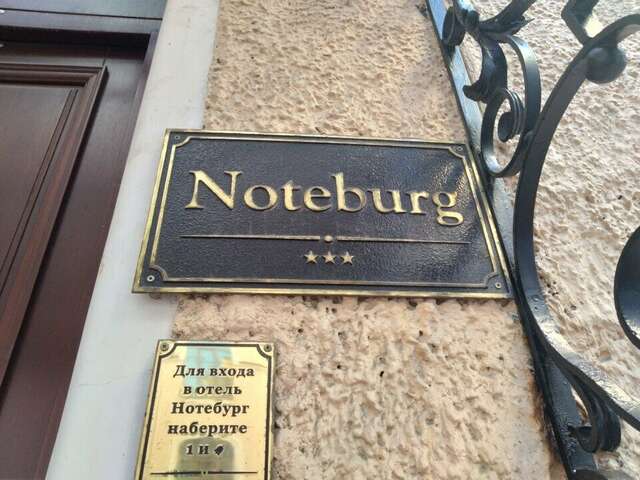 Noteburg
★★★
Для входа
в отель
Нотебург
наберите
1 и 🔔